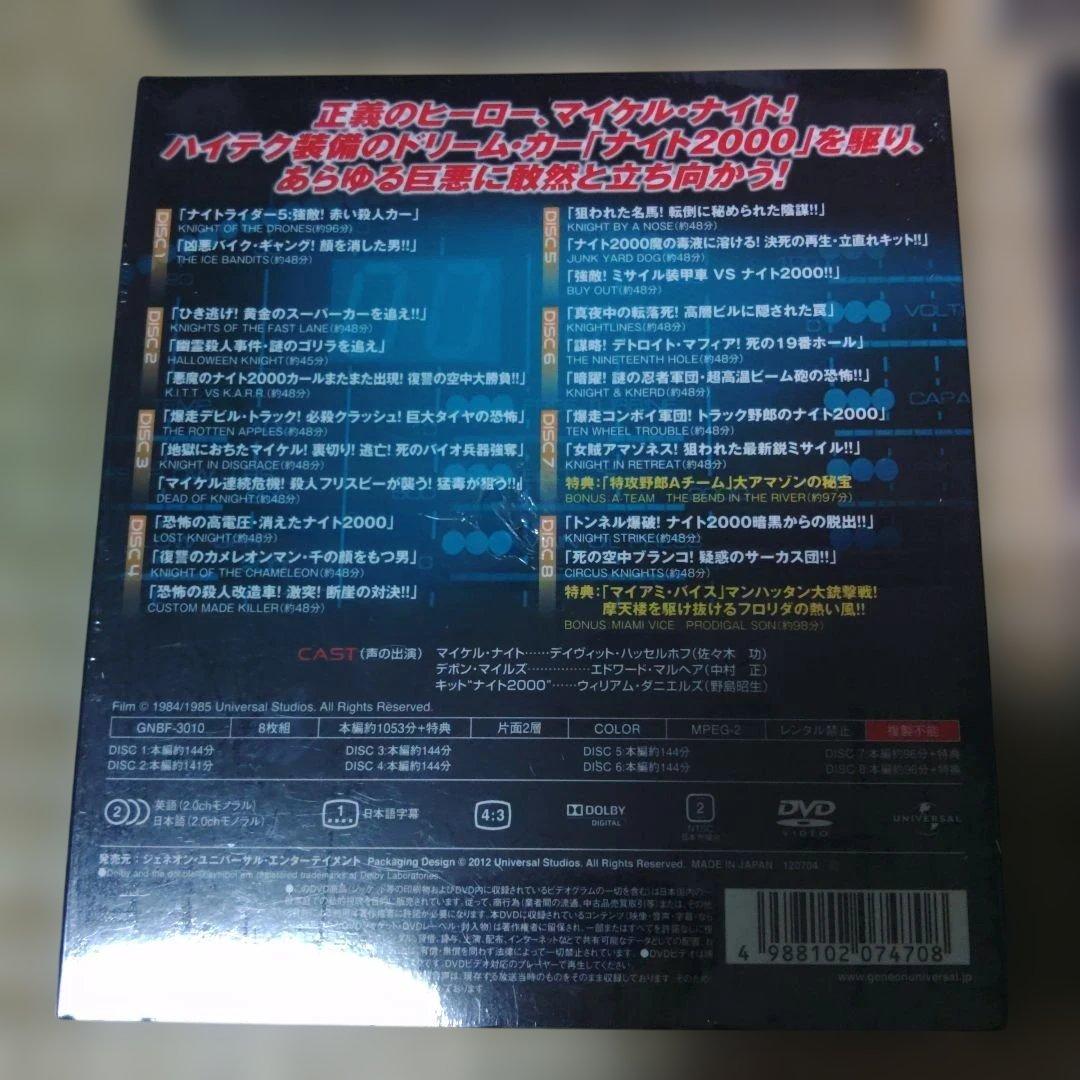 正義のヒーロー、マイケル・ナイト!
ハイテク装備のドリーム・カー「ナイト2000」を駆り、
あらゆる巨悪に敢然と立ち向かう!
DISC 1
「ナイトライダー5:強敵! 赤い殺人カー」
KNIGHT OF THE DRONES(約96分)
「凶悪バイク・ギャング! 顔を消した男!!」
THE ICE BANDITS(約48分)
DISC 2
「ひき逃げ! 黄金のスーパーカーを追え!!」
KNIGHTS OF THE FAST LANE(約48分)
「幽霊殺人事件・謎のゴリラを追え」
HALLOWEEN KNIGHT(約45分)
「悪魔のナイト2000カールまたまた出現! 復讐の空中大勝負!!」
K.I.T.T. VS K.A.R.R.(約48分)
DISC 3
「爆走デビル・トラック! 必殺クラッシュ! 巨大タイヤの恐怖」
THE ROTTEN APPLES(約48分)
「地獄におちたマイケル! 裏切り! 逃亡! 死のバイオ兵器強奪」
KNIGHT IN DISGRACE(約48分)
「マイケル連続危機! 殺人フリスビーが襲う! 猛毒が狙う!!」
DEAD OF KNIGHT(約48分)
DISC 4
「恐怖の高電圧・消えたナイト2000」
LOST KNIGHT(約48分)
「復讐のカメレオンマン・千の顔をもつ男」
KNIGHT OF THE CHAMELEON(約48分)
「恐怖の殺人改造車! 激突! 断崖の対決!!」
CUSTOM MADE KILLER(約48分)
DISC 5
「狙われた名馬! 転倒に秘められた陰謀!!」
KNIGHT BY A NOSE(約48分)
「ナイト2000魔の毒液に溶ける! 決死の再生・立直れキット!!」
JUNK YARD DOG(約48分)
「強敵! ミサイル装甲車 VS ナイト2000!!」
BUY OUT(約48分)
DISC 6
「真夜中の転落死! 高層ビルに隠された罠」
KNIGHTLINES(約48分)
「謀略! デトロイト・マフィア! 死の19番ホール」
THE NINETEENTH HOLE(約48分)
「暗躍! 謎の忍者軍団・超高温ビーム砲の恐怖!!」
KNIGHT & KNERD(約48分)
DISC 7
「爆走コンボイ軍団! トラック野郎のナイト2000」
TEN WHEEL TROUBLE(約48分)
「女賊アマゾネス! 狙われた最新鋭ミサイル!!」
KNIGHT IN RETREAT(約48分)
特典:「特攻野郎Aチーム」大アマゾンの秘宝
BONUS A-TEAM THE BEND IN THE RIVER(約97分)
DISC 8
「トンネル爆破! ナイト2000暗黒からの脱出!!」
KNIGHT STRIKE(約48分)
「死の空中ブランコ! 疑惑のサーカス団!!」
CIRCUS KNIGHTS(約48分)
特典:「マイアミ・バイス」マンハッタン大銃撃戦!
摩天楼を駆け抜けるフロリダの熱い風!!
BONUS MIAMI VICE PRODIGAL SON(約98分)
VOLT
CAPA
CAST(声の出演) マイケル・ナイト……デイヴィット・ハッセルホフ(佐々木 功)
デボン・マイルズ……………エドワード・マルヘア(中村 正)
キット“ナイト2000”……ウィリアム・ダニエルズ(野島昭生)
Film © 1984/1985 Universal Studios. All Rights Reserved.
GNBF-3010 8枚組 本編約1053分+特典 片面2層 COLOR MPEG-2 レンタル禁止 複製不能
DISC 1:本編約144分 DISC 3:本編約144分 DISC 5:本編約144分 DISC 7:本編約96分+特典
DISC 2:本編約141分 DISC 4:本編約144分 DISC 6:本編約144分 DISC 8:本編約96分+特典
2 英語(2.0chモノラル)
日本語(2.0chモノラル)
1 日本語字幕
4:3
DOLBY
DIGITAL
2
NTSC
日本市場向
DVD
VIDEO
UNIVERSAL
発売元:ジェネオン・ユニバーサル・エンターテイメント Packaging Design © 2012 Universal Studios. All Rights Reserved. MADE IN JAPAN 120704
●Dolby and the double-D symbol are registered trademarks of Dolby Laboratories.
4 988102 074708
www.geneonuniversal.jp